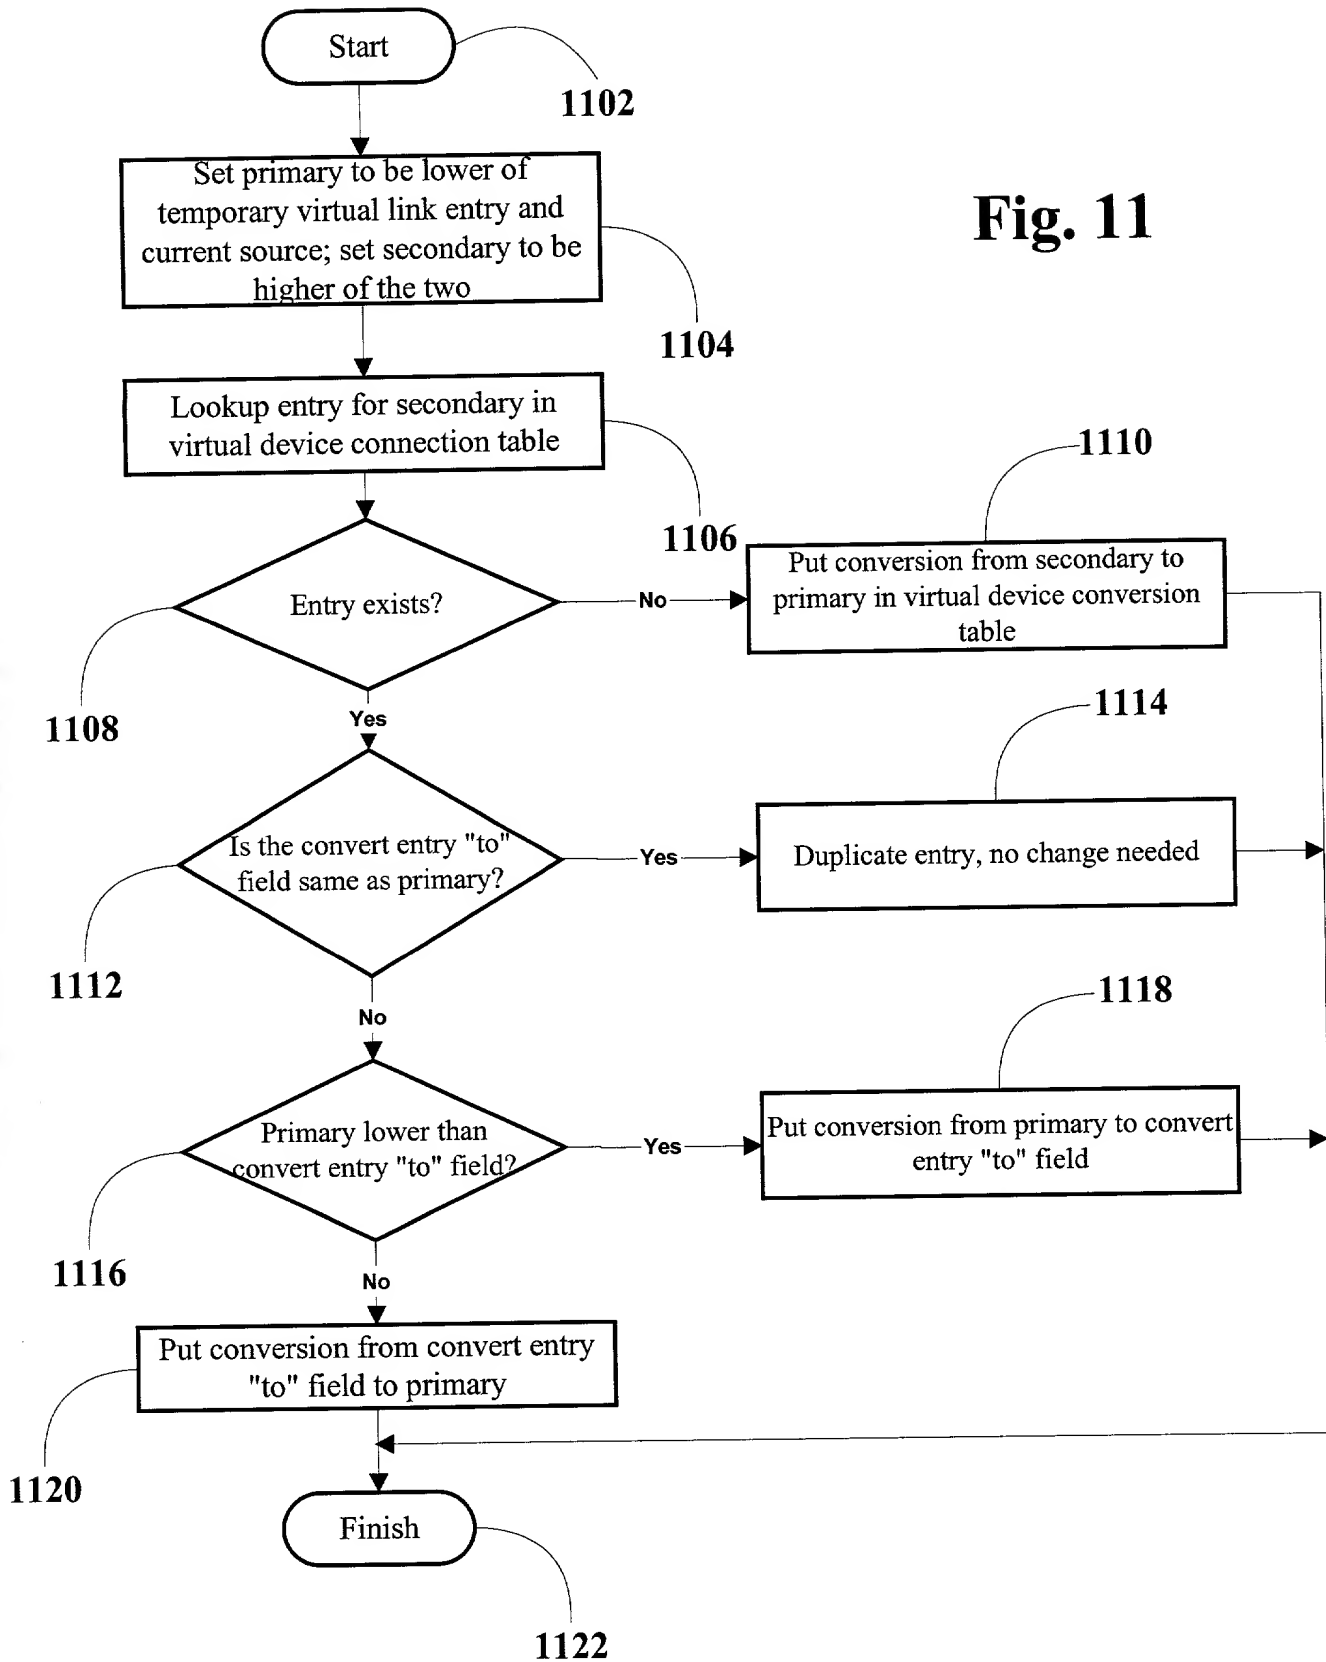 Start
1102
Set primary to be lower of
temporary virtual link entry and
current source; set secondary to be
higher of the two
Fig. 11
1104
Lookup entry for secondary in
virtual device connection table
1106
1110
Entry exists?
No
Put conversion from secondary to
primary in virtual device conversion
table
1108
Yes
1114
Is the convert entry "to"
field same as primary?
Yes
Duplicate entry, no change needed
1112
No
1118
Primary lower than
convert entry "to" field?
Yes
Put conversion from primary to convert
entry "to" field
1116
No
Put conversion from convert entry
"to" field to primary
1120
Finish
1122